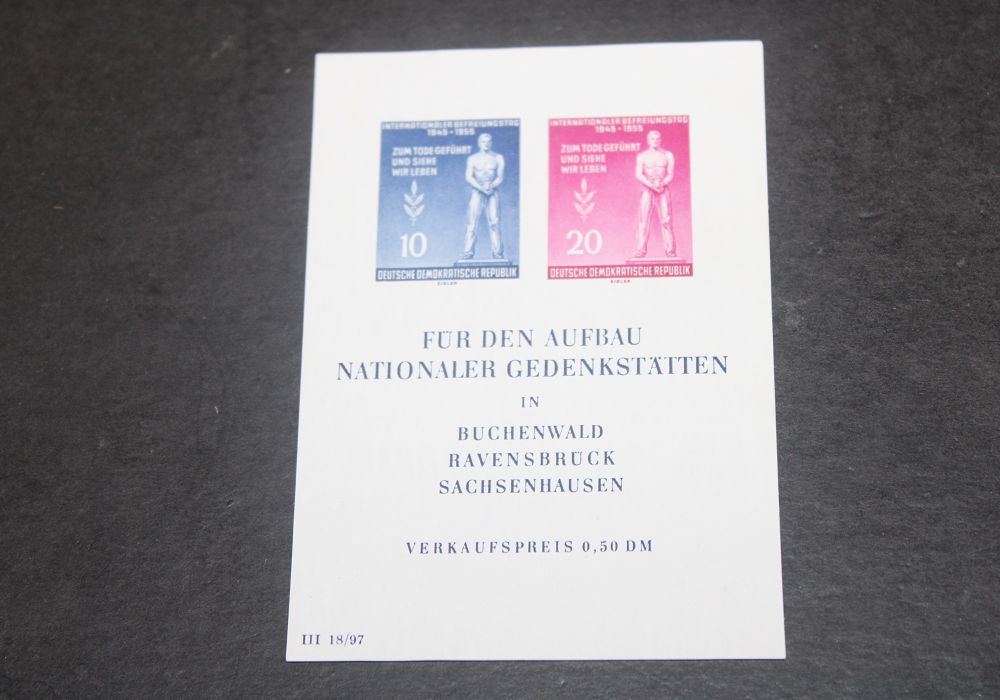 INTERNATIONALER BEFREIUNGSTAG
1945 - 1955
ZUM TODE GEFÜHRT
UND SIEHE
WIR LEBEN
10
DEUTSCHE DEMOKRATISCHE REPUBLIK
EIGLER
INTERNATIONALER BEFREIUNGSTAG
1945 - 1955
ZUM TODE GEFÜHRT
UND SIEHE
WIR LEBEN
20
DEUTSCHE DEMOKRATISCHE REPUBLIK
EIGLER
FÜR DEN AUFBAU
NATIONALER GEDENKSTÄTTEN
IN
BUCHENWALD
RAVENSBRÜCK
SACHSENHAUSEN
VERKAUFSPREIS 0,50 DM
III 18/97